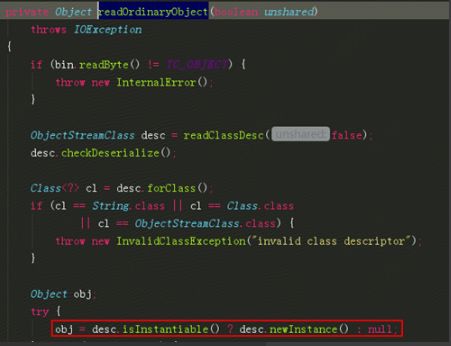 private Object readOrdinaryObject(boolean unshared)
throws IOException
{
if (bin.readByte() != TC_OBJECT) {
throw new InternalError();
}
ObjectStreamClass desc = readClassDesc( unshared: false);
desc.checkDeserialize();
Class<?> cl = desc.forClass();
if (cl == String.class || cl == Class.class
|| cl == ObjectStreamClass.class) {
throw new InvalidClassException("invalid class descriptor");
}
Object obj;
try {
obj = desc.isInstantiable() ? desc.newInstance() : null;